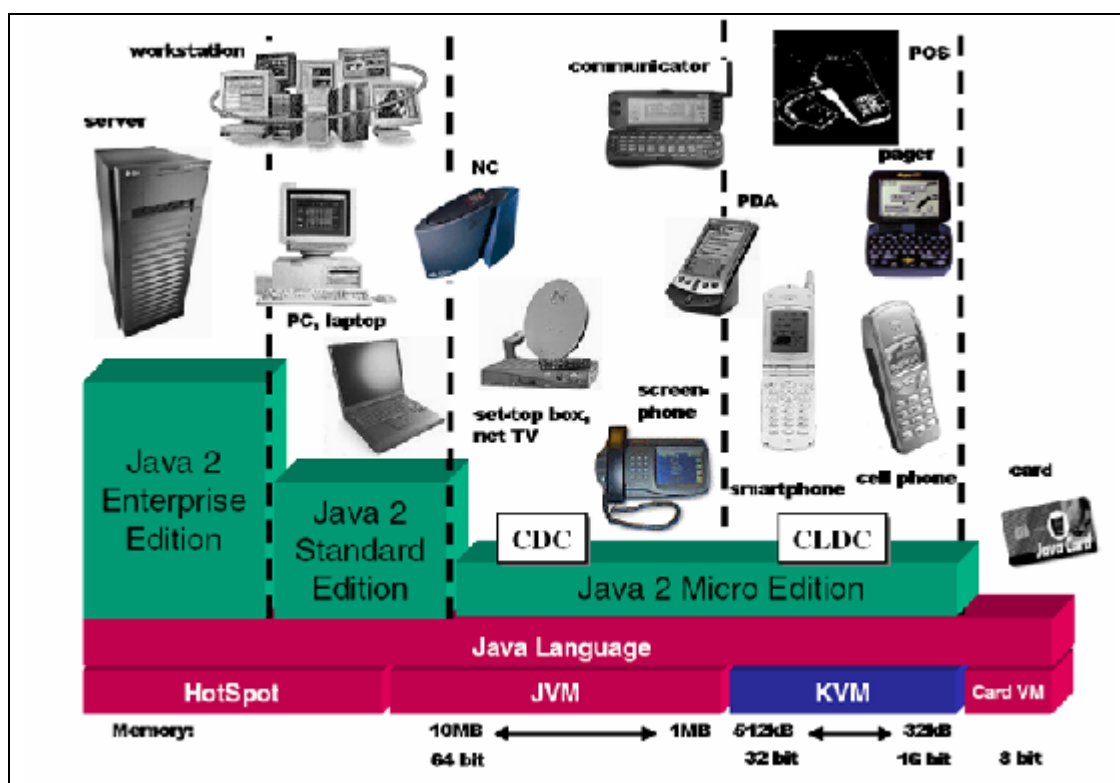 workstation
communicator
POS
server
pager
NC
PDA
PC, laptop
screen-
phone
set-top box,
net TV
smartphone
cell phone
card
Java Card
Java 2
Enterprise
Edition
Java 2
Standard
Edition
CDC
CLDC
Java 2 Micro Edition
Java Language
HotSpot
JVM
KVM
Card VM
Memory:
10MB
1MB
512kB
32kB
64 bit
32 bit
16 bit
8 bit